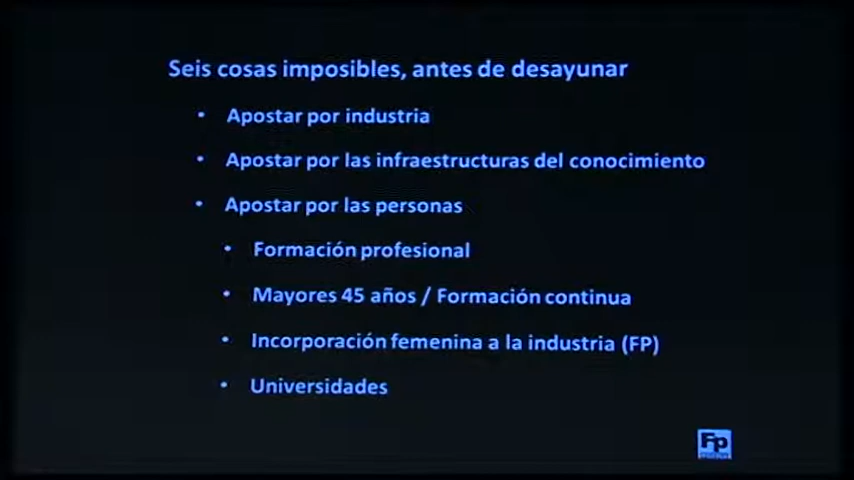 Seis cosas imposibles, antes de desayunar
• Apostar por industria
• Apostar por las infraestructuras del conocimiento
• Apostar por las personas
• Formación profesional
• Mayores 45 años / Formación continua
• Incorporación femenina a la industria (FP)
• Universidades
Fp